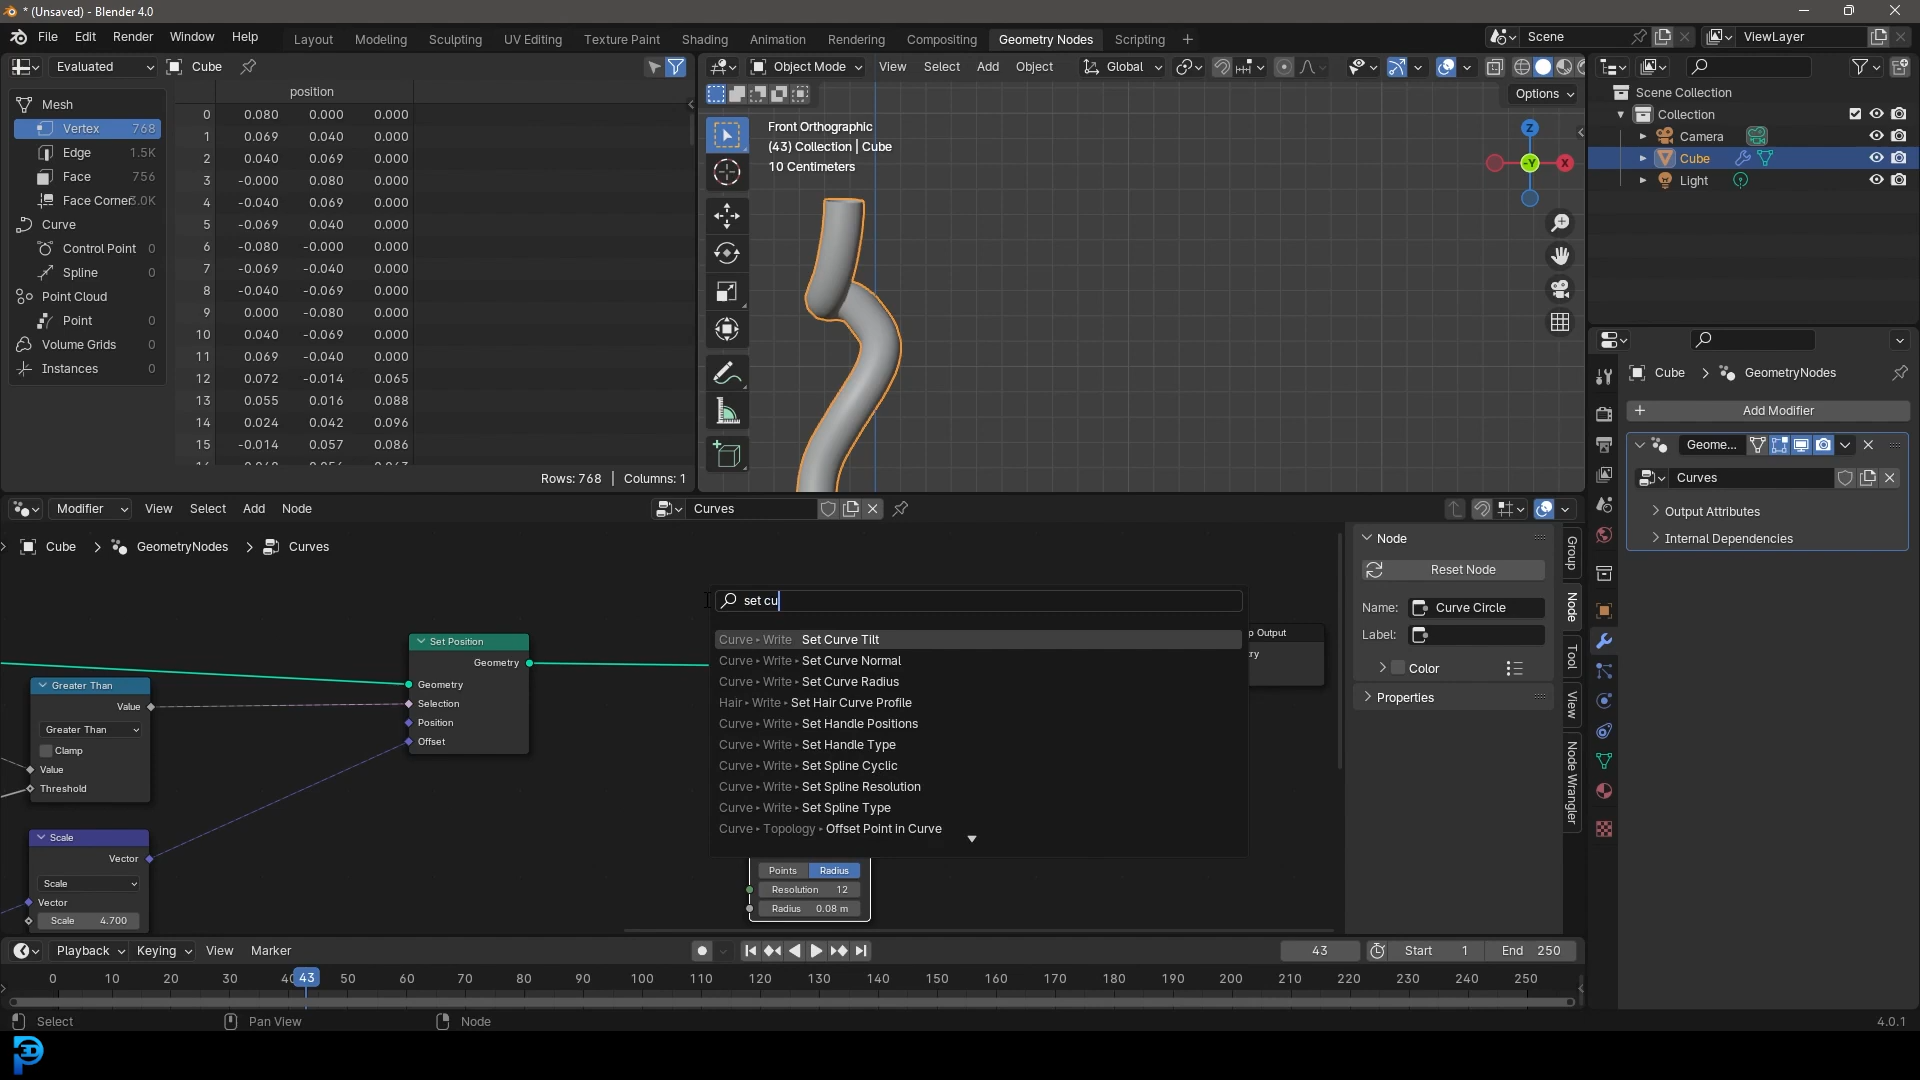 * (Unsaved) - Blender 4.0
File Edit Render Window Help
Layout Modeling Sculpting UV Editing Texture Paint Shading Animation Rendering Compositing Geometry Nodes Scripting
Scene
ViewLayer
Evaluated
Cube
Object Mode View Select Add Object
Global
Options
Mesh
Vertex 768
Edge 1.5K
Face 756
Face Corner 3.0K
Curve
Control Point 0
Spline 0
Point Cloud
Point 0
Volume Grids 0
Instances 0
position
0 0.080 0.000 0.000
1 0.069 0.040 0.000
2 0.040 0.069 0.000
3 -0.000 0.080 0.000
4 -0.040 0.069 0.000
5 -0.069 0.040 0.000
6 -0.080 -0.000 0.000
7 -0.069 -0.040 0.000
8 -0.040 -0.069 0.000
9 0.000 -0.080 0.000
10 0.040 -0.069 0.000
11 0.069 -0.040 0.000
12 0.072 -0.014 0.065
13 0.055 0.016 0.088
14 0.024 0.042 0.096
15 -0.014 0.057 0.086
Rows: 768 | Columns: 1
Front Orthographic
(43) Collection | Cube
10 Centimeters
Z
-Y
X
Scene Collection
Collection
Camera
Cube
Light
Cube > GeometryNodes
Add Modifier
Geome...
Curves
Output Attributes
Internal Dependencies
Modifier View Select Add Node
Curves
Cube > GeometryNodes > Curves
Greater Than
Value
Greater Than
Clamp
Value
Threshold
Scale
Vector
Scale
Vector
Scale 4.700
Set Position
Geometry
Geometry
Selection
Position
Offset
set cu
Curve ▸ Write ▸ Set Curve Tilt
Curve ▸ Write ▸ Set Curve Normal
Curve ▸ Write ▸ Set Curve Radius
Hair ▸ Write ▸ Set Hair Curve Profile
Curve ▸ Write ▸ Set Handle Positions
Curve ▸ Write ▸ Set Handle Type
Curve ▸ Write ▸ Set Spline Cyclic
Curve ▸ Write ▸ Set Spline Resolution
Curve ▸ Write ▸ Set Spline Type
Curve ▸ Topology ▸ Offset Point in Curve
Points Radius
Resolution 12
Radius 0.08 m
p Output
ry
Node
Reset Node
Name: Curve Circle
Label:
Color
Properties
Group
Node
Tool
View
Node Wrangler
Playback Keying View Marker
43
Start 1
End 250
0 10 20 30 43 50 60 70 80 90 100 110 120 130 140 150 160 170 180 190 200 210 220 230 240 250
Select
Pan View
Node
4.0.1